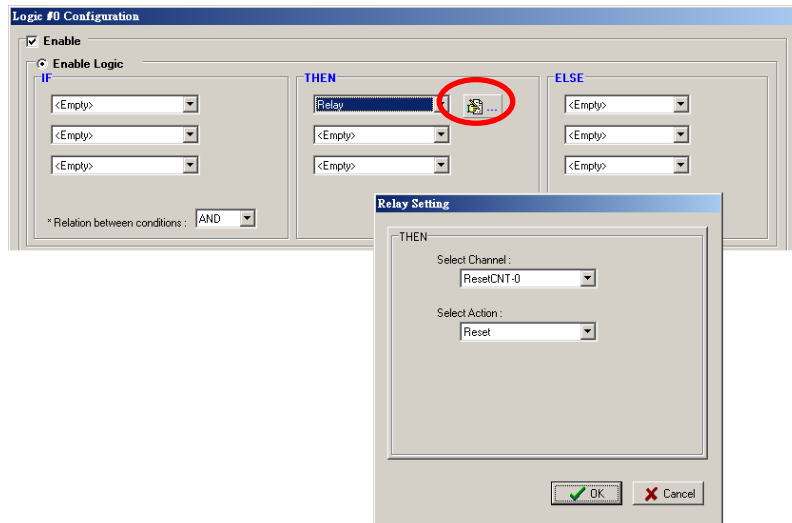 Logic #0 Configuration
Enable
Enable Logic
IF
THEN
ELSE
<Empty>
Relay
...
<Empty>
<Empty>
<Empty>
<Empty>
<Empty>
<Empty>
<Empty>
* Relation between conditions : AND
Relay Setting
THEN
Select Channel :
ResetCNT-0
Select Action :
Reset
OK
Cancel